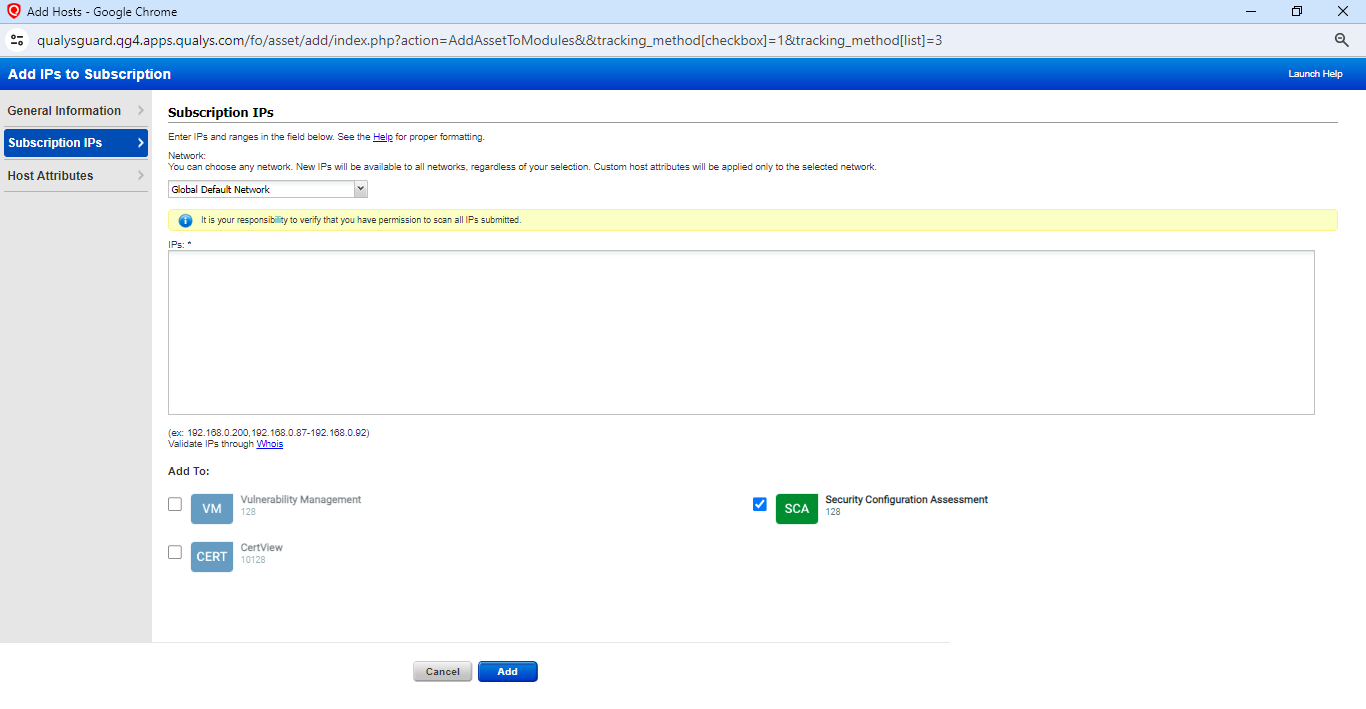 Add Hosts - Google Chrome
qualysguard.qg4.apps.qualys.com/fo/asset/add/index.php?action=AddAssetToModules&&tracking_method[checkbox]=1&tracking_method[list]=3
Add IPs to Subscription
Launch Help
General Information
Subscription IPs
Host Attributes
Subscription IPs
Enter IPs and ranges in the field below. See the Help for proper formatting.
Network:
You can choose any network. New IPs will be available to all networks, regardless of your selection. Custom host attributes will be applied only to the selected network.
Global Default Network
It is your responsibility to verify that you have permission to scan all IPs submitted.
IPs: *
(ex: 192.168.0.200,192.168.0.87-192.168.0.92)
Validate IPs through Whois
Add To:
VM
Vulnerability Management
128
SCA
Security Configuration Assessment
128
CERT
CertView
10128
Cancel
Add